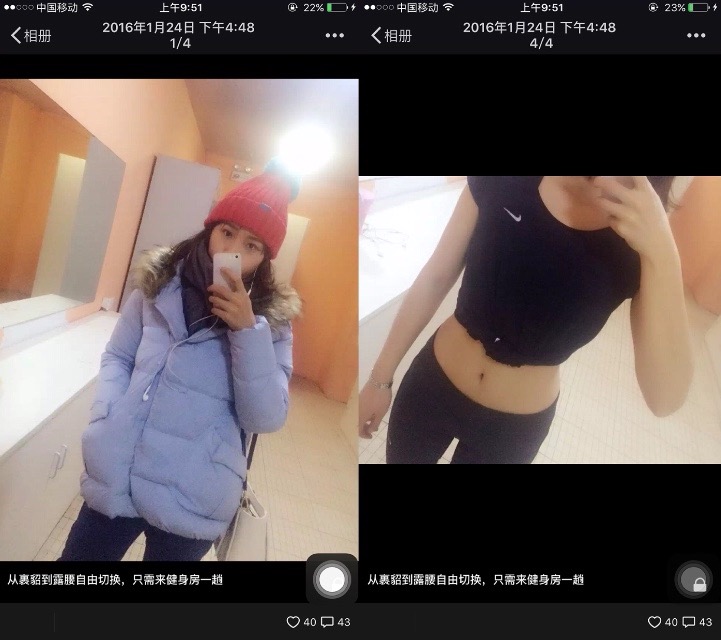 中国移动 上午9:51 22%
相册 2016年1月24日 下午4:48
1/4
从裹貂到露腰自由切换，只需来健身房一趟
40 43
中国移动 上午9:51 23%
相册 2016年1月24日 下午4:48
4/4
从裹貂到露腰自由切换，只需来健身房一趟
40 43